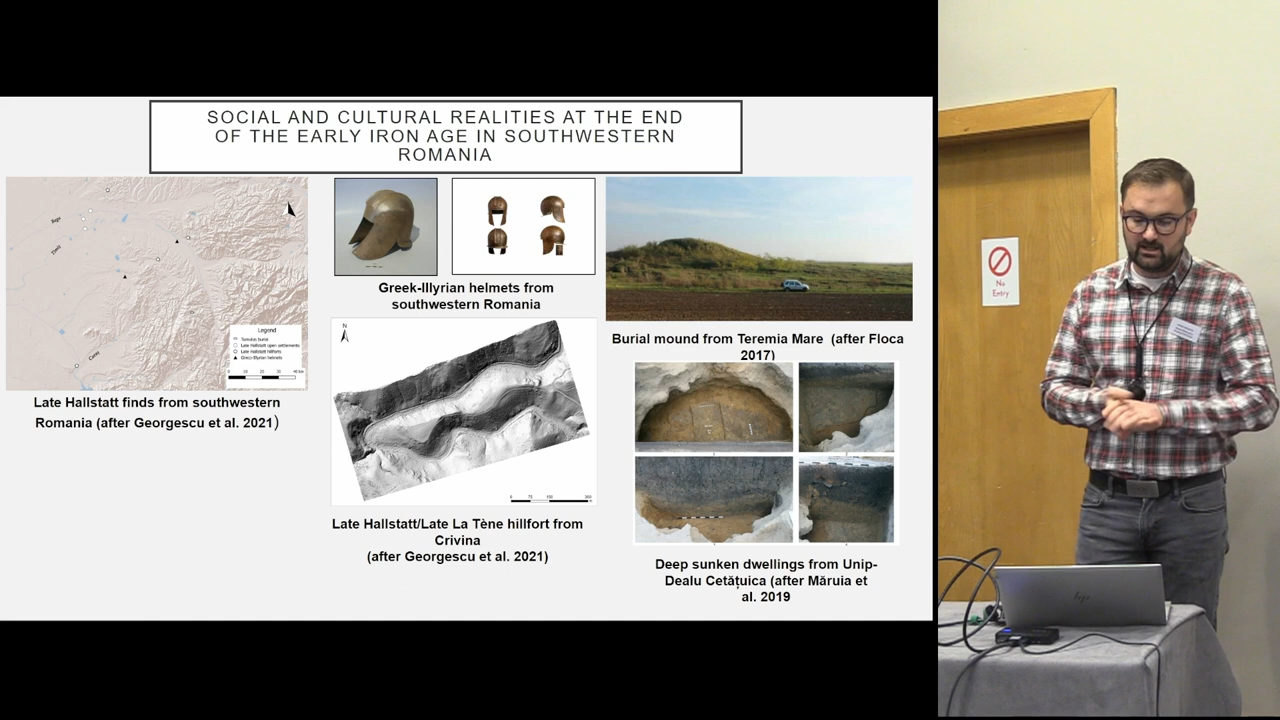 SOCIAL AND CULTURAL REALITIES AT THE END
OF THE EARLY IRON AGE IN SOUTHWESTERN
ROMANIA
Legend
Tumulus burial
Late Hallstatt open settlements
Late Hallstatt hillforts
Greco Illyrian helmets
Late Hallstatt finds from southwestern
Romania (after Georgescu et al. 2021)
Greek-Illyrian helmets from
southwestern Romania
N
Late Hallstatt/Late La Tène hillfort from
Crivina
(after Georgescu et al. 2021)
Burial mound from Teremia Mare (after Floca
2017)
Deep sunken dwellings from Unip-
Dealu Cetățuica (after Măruia et
al. 2019
No
Entry